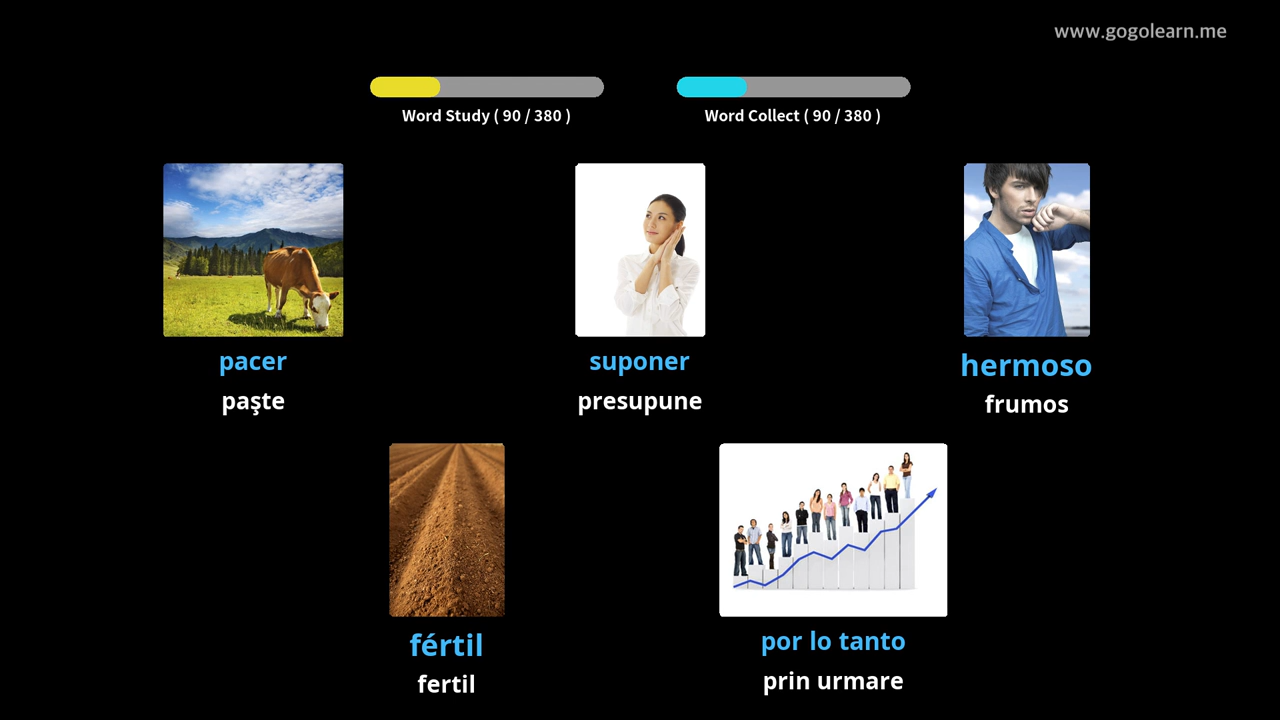 www.gogolearn.me
Word Study ( 90 / 380 )
Word Collect ( 90 / 380 )
pacer
paşte
suponer
presupune
hermoso
frumos
fértil
fertil
por lo tanto
prin urmare